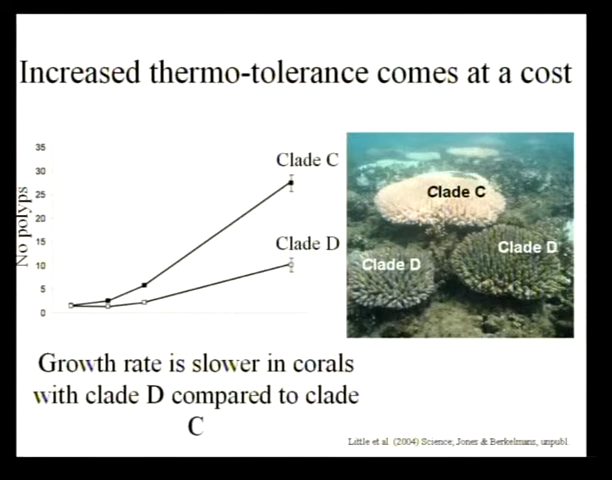 Increased thermo-tolerance comes at a cost
35
30
25
20
15
10
5
0
No polyps
Clade C
Clade D
Clade C
Clade D
Clade D
Growth rate is slower in corals
with clade D compared to clade
C
Little et al. (2004) Science, Jones & Berkelmans, unpubl.